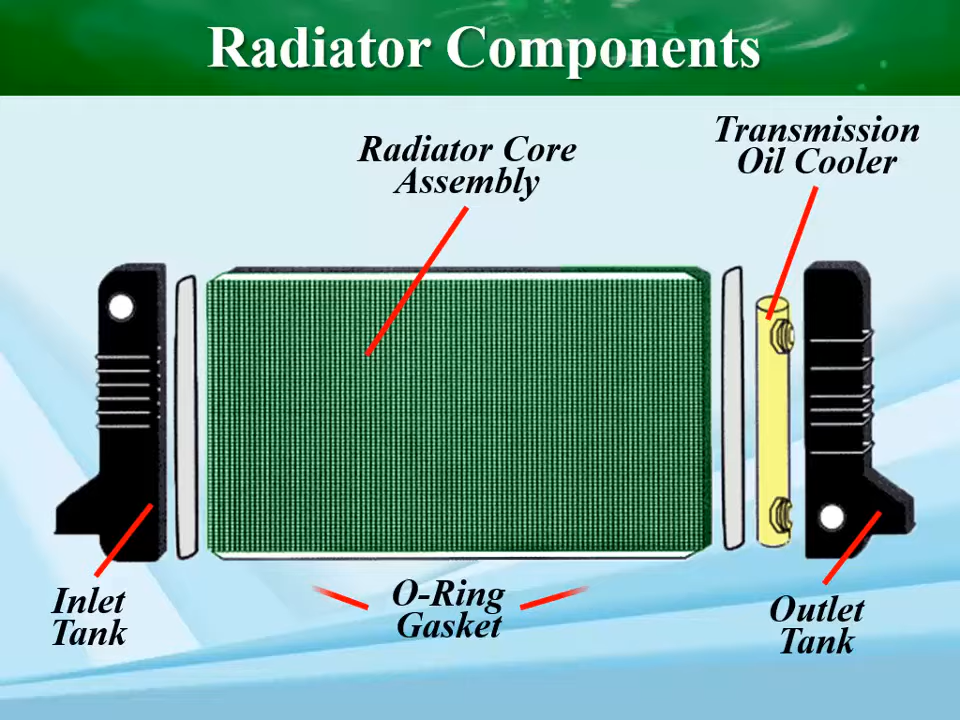 Radiator Components
Radiator Core
Assembly
Transmission
Oil Cooler
Inlet
Tank
O-Ring
Gasket
Outlet
Tank